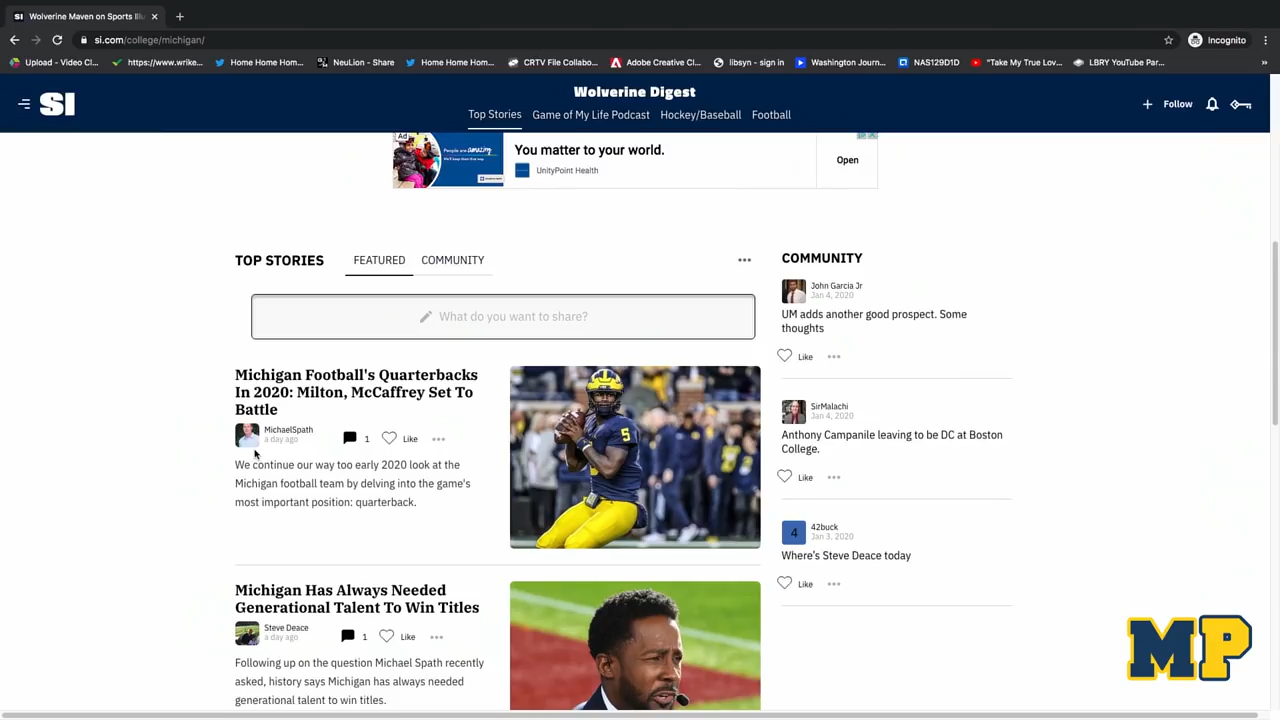 SI Wolverine Maven on Sports Illu
si.com/college/michigan/
Incognito
Upload - Video Cl... https://www.wrike... Home Home Hom... NeuLion - Share Home Home Hom... CRTV File Collabo... Adobe Creative Cl... libsyn - sign in Washington Journ... NAS129D1D "Take My True Lov... LBRY YouTube Par... »
SI
Wolverine Digest
Top Stories Game of My Life Podcast Hockey/Baseball Football
+ Follow
Ad
People are amazing
You matter to your world.
UnityPoint Health
Open
TOP STORIES FEATURED COMMUNITY
What do you want to share?
Michigan Football's Quarterbacks
In 2020: Milton, McCaffrey Set To
Battle
MichaelSpath
a day ago
1 Like
We continue our way too early 2020 look at the
Michigan football team by delving into the game's
most important position: quarterback.
5
Michigan Has Always Needed
Generational Talent To Win Titles
Steve Deace
a day ago
1 Like
Following up on the question Michael Spath recently
asked, history says Michigan has always needed
generational talent to win titles.
COMMUNITY
John Garcia Jr
Jan 4, 2020
UM adds another good prospect. Some
thoughts
Like
SirMalachi
Jan 4, 2020
Anthony Campanile leaving to be DC at Boston
College.
Like
4
42buck
Jan 3, 2020
Where's Steve Deace today
Like
MP